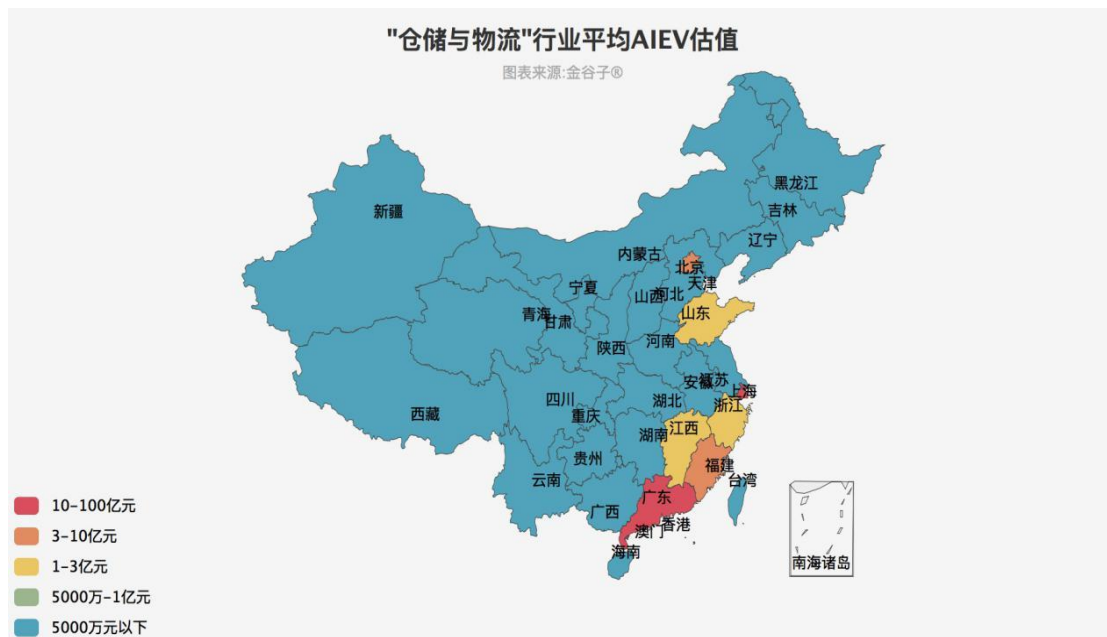 "仓储与物流"行业平均AIEV估值
图表来源:金谷子®
黑龙江
吉林
新疆
辽宁
内蒙古
北京
天津
宁夏
山西
河北
青海
甘肃
山东
河南
陕西
安徽
江苏
上海
四川
湖北
浙江
重庆
西藏
湖南
江西
贵州
福建
云南
台湾
广东
广西
香港
澳门
海南
南海诸岛
10-100亿元
3-10亿元
1-3亿元
5000万-1亿元
5000万元以下